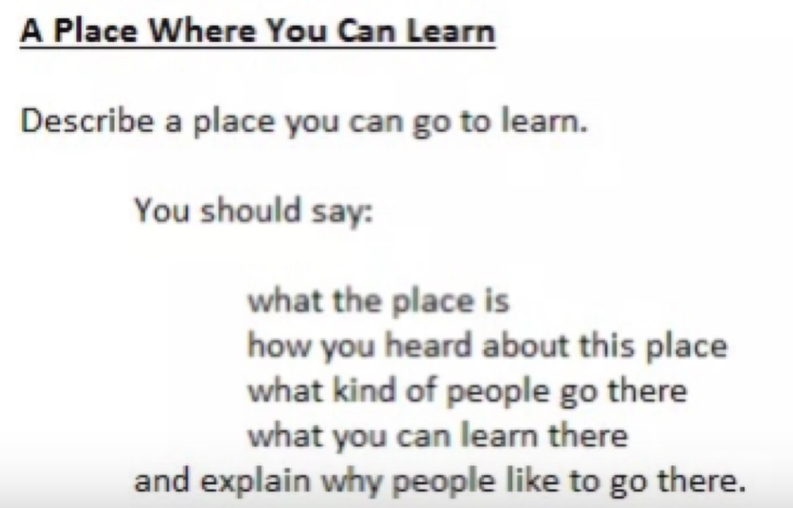 A Place Where You Can Learn
Describe a place you can go to learn.
You should say:
what the place is
how you heard about this place
what kind of people go there
what you can learn there
and explain why people like to go there.